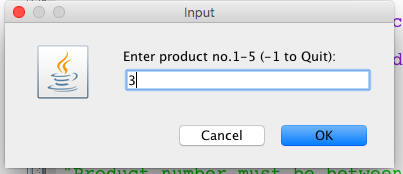 Input
Enter product no.1-5 (-1 to Quit):
3
Cancel
OK
"Product number must be between